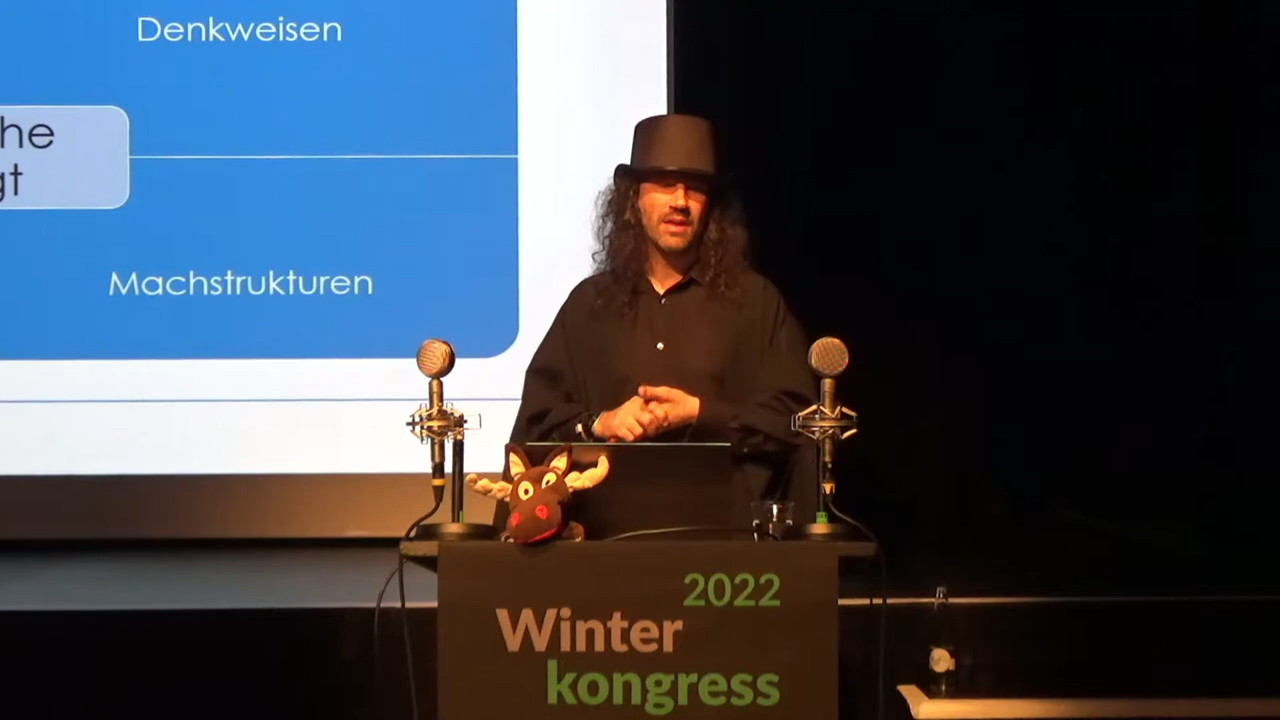 Denkweisen
he
gt
Machstrukturen
2022
Winter
kongress